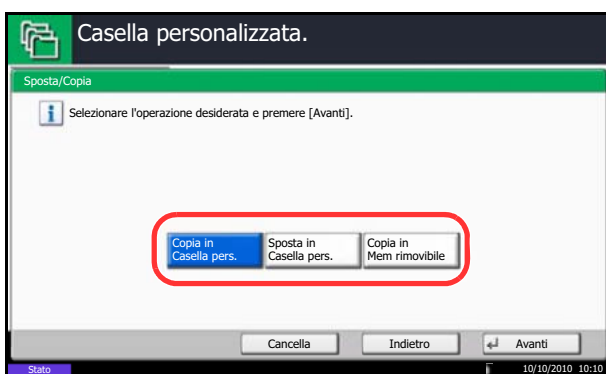 Casella personalizzata.
Sposta/Copia
Selezionare l'operazione desiderata e premere [Avanti].
Copia in
Casella pers.
Sposta in
Casella pers.
Copia in
Mem rimovibile
Cancella
Indietro
Avanti
Stato
10/10/2010 10:10